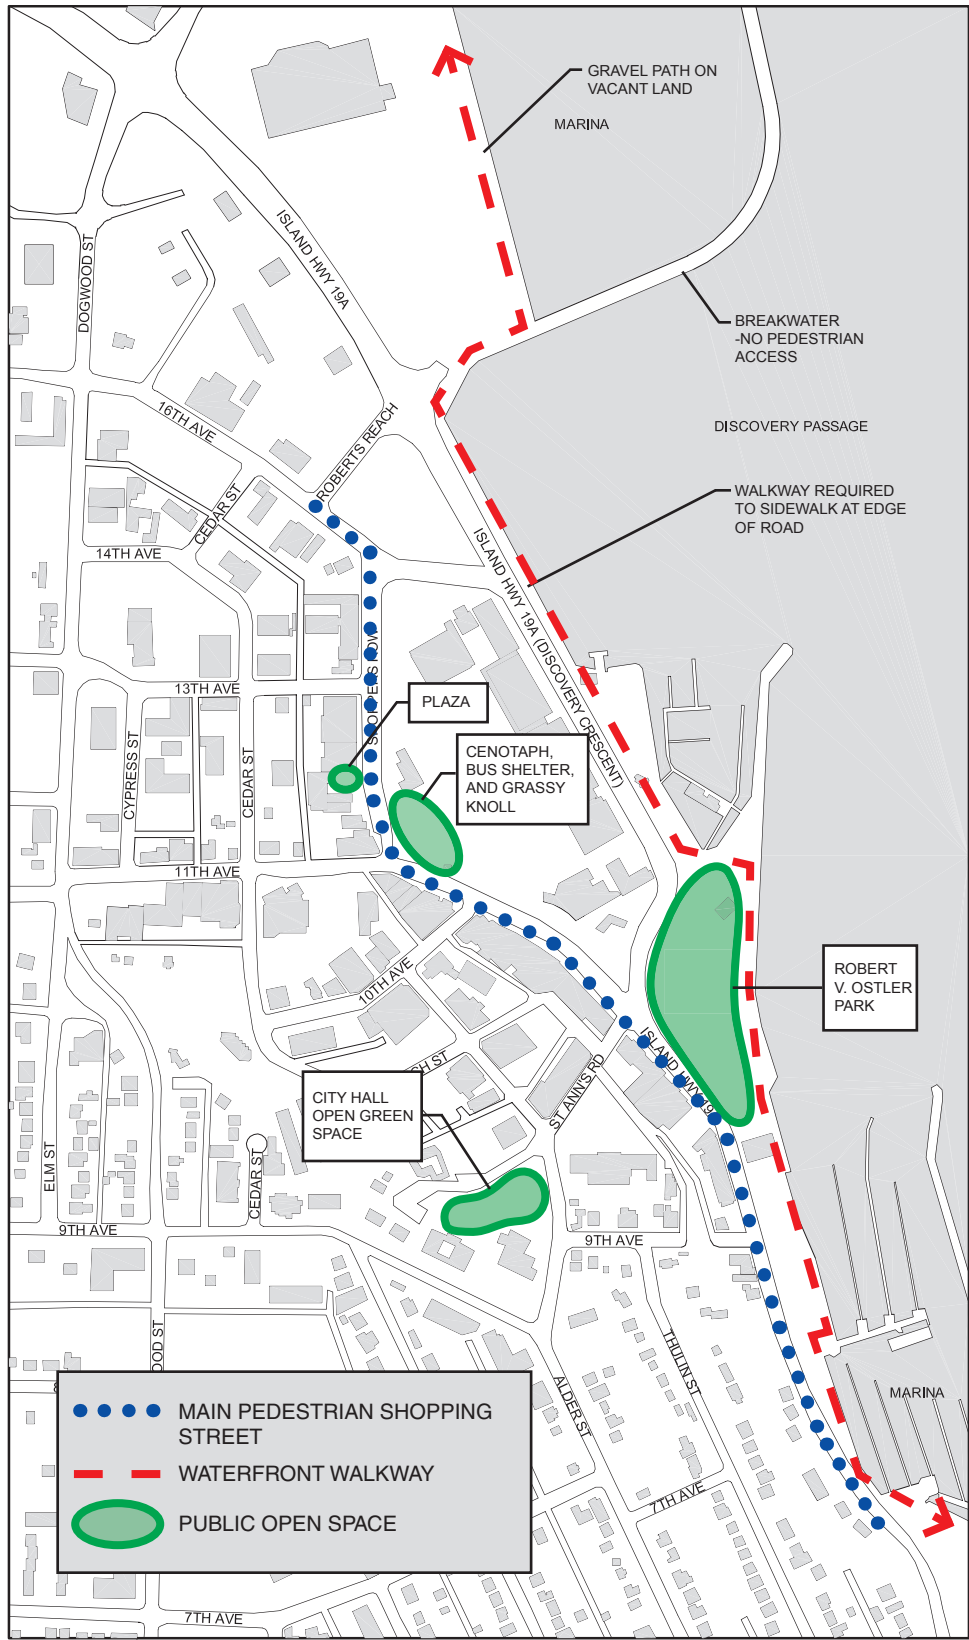 GRAVEL PATH ON
VACANT LAND
MARINA
ISLAND HWY 19A
DOGWOOD ST
BREAKWATER
-NO PEDESTRIAN
ACCESS
16TH AVE
ROBERTS REACH
DISCOVERY PASSAGE
CEDAR ST
WALKWAY REQUIRED
TO SIDEWALK AT EDGE
OF ROAD
14TH AVE
ISLAND HWY 19A (DISCOVERY CRESCENT)
SHOPPERS ROW
13TH AVE
PLAZA
CYPRESS ST
CEDAR ST
CENOTAPH,
BUS SHELTER,
AND GRASSY
KNOLL
11TH AVE
10TH AVE
ROBERT
V. OSTLER
PARK
ISLAND HWY 19
ST ANN'S RD
CITY HALL
OPEN GREEN
SPACE
ELM ST
CEDAR ST
9TH AVE
9TH AVE
OOD ST
THULIN ST
ALDER ST
MARINA
MAIN PEDESTRIAN SHOPPING
STREET
WATERFRONT WALKWAY
PUBLIC OPEN SPACE
7TH AVE
7TH AVE